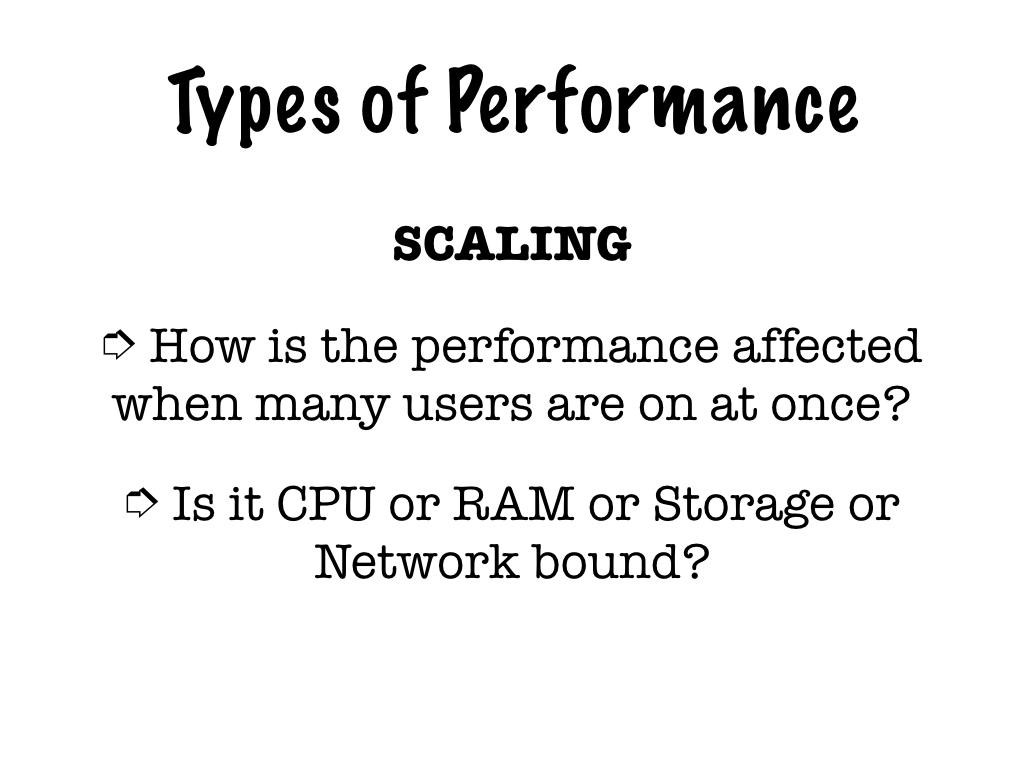 Types of Performance
SCALING
➱ How is the performance affected
when many users are on at once?
➱ Is it CPU or RAM or Storage or
Network bound?